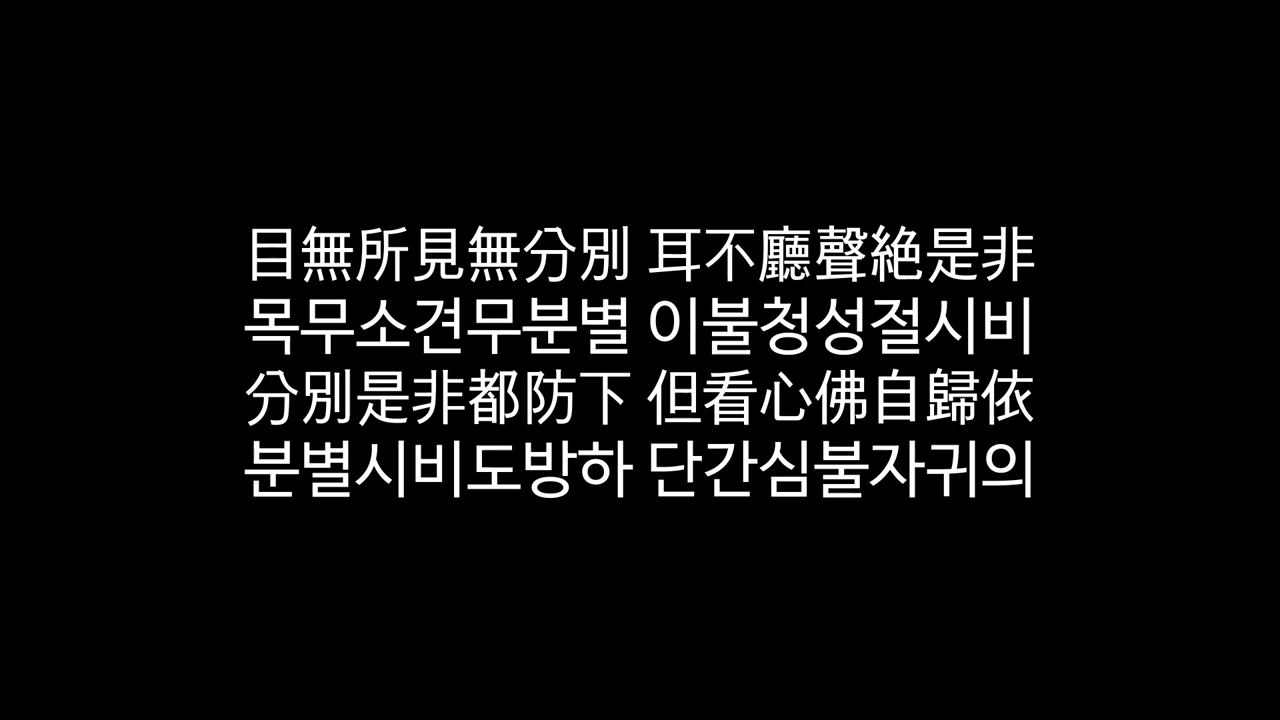 目無所見無分別 耳不廳聲絶是非
목무소견무분별 이불청성절시비
分別是非都防下 但看心佛自歸依
분별시비도방하 단간심불자귀의